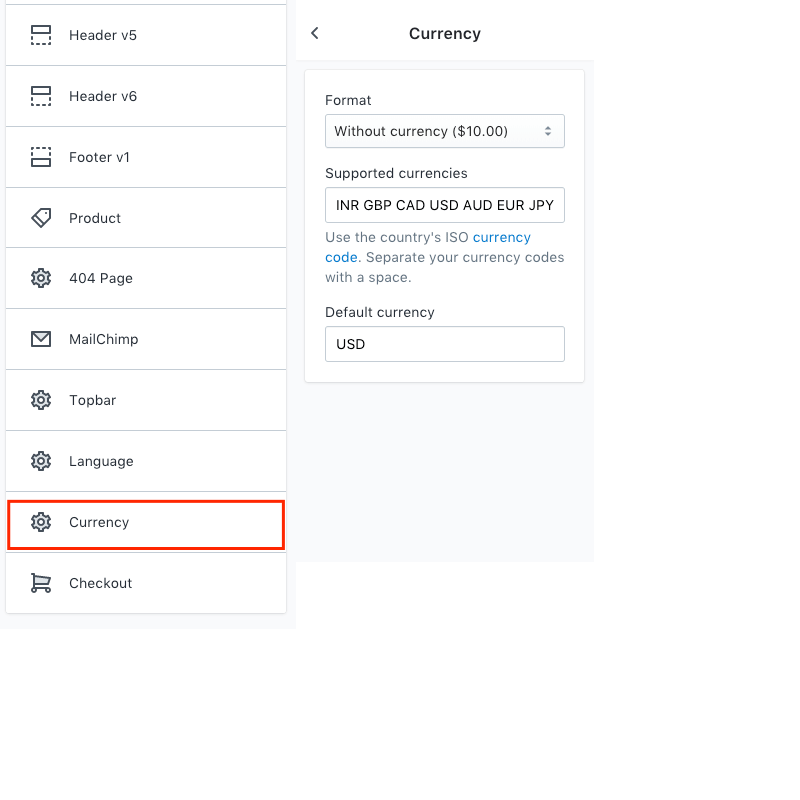 Header v5
Header v6
Footer v1
Product
404 Page
MailChimp
Topbar
Language
Currency
Checkout
Currency
Format
Without currency ($10.00)
Supported currencies
INR GBP CAD USD AUD EUR JPY
Use the country's ISO currency
code. Separate your currency codes
with a space.
Default currency
USD